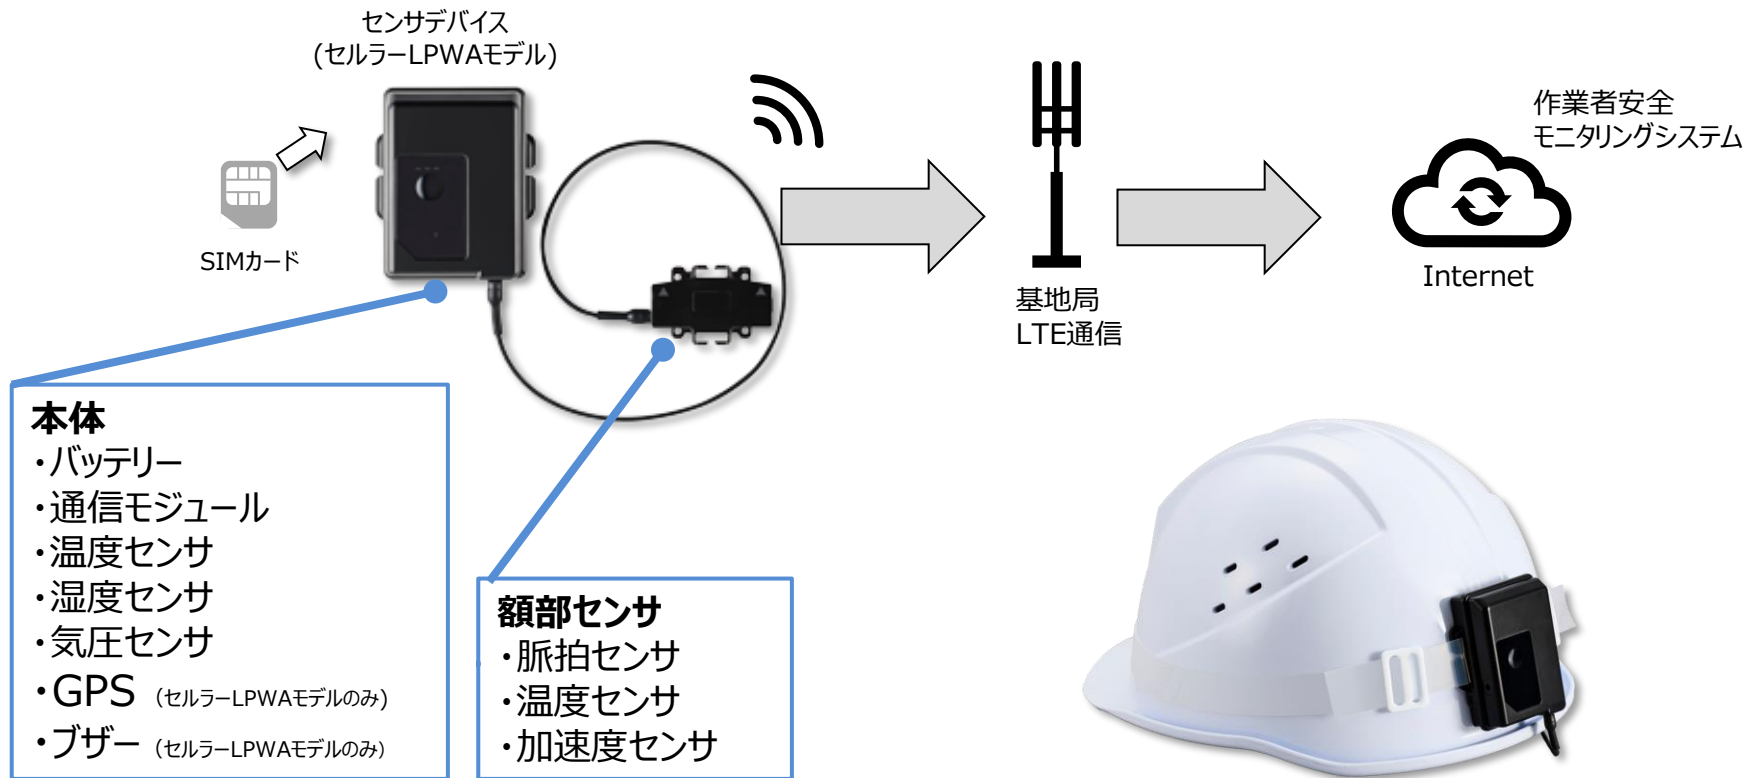 センサデバイス
(セルラーLPWAモデル)
SIMカード
基地局
LTE通信
作業者安全
モニタリングシステム
Internet
本体
・バッテリー
・通信モジュール
・温度センサ
・湿度センサ
・気圧センサ
・GPS (セルラーLPWAモデルのみ)
・ブザー (セルラーLPWAモデルのみ)
額部センサ
・脈拍センサ
・温度センサ
・加速度センサ